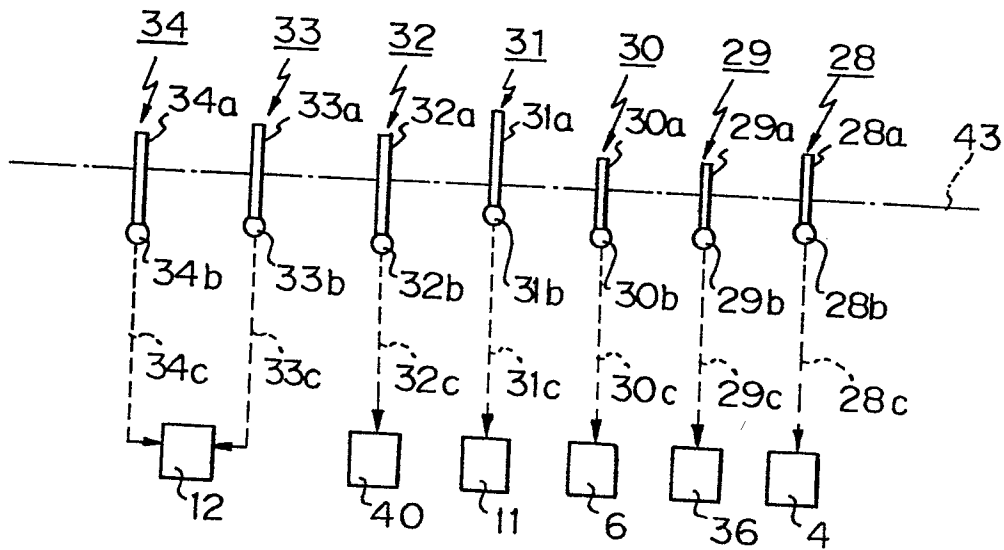 34 33 32 31 30 29 28
34a 33a 32a 31a 30a 29a 28a 43
34b 33b 32b 31b 30b 29b 28b
34c 33c 32c 31c 30c 29c 28c
12 40 11 6 36 4